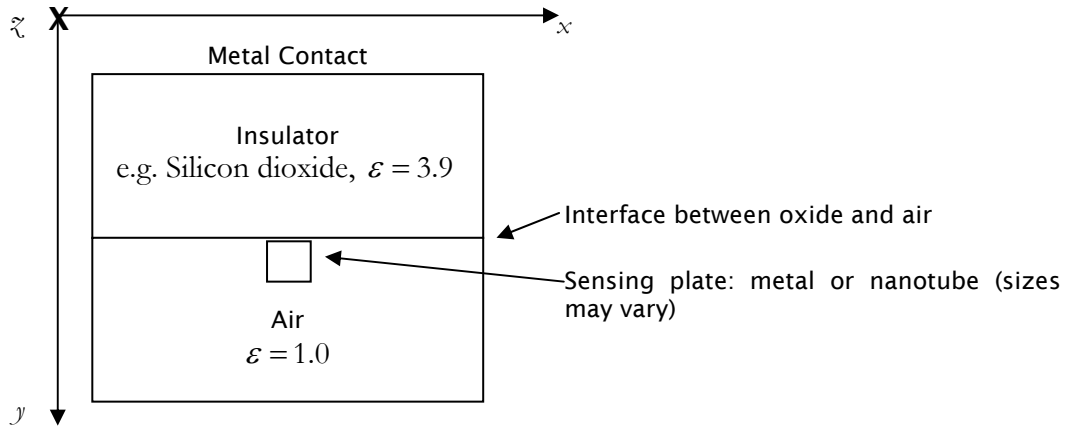 z
X
x
Metal Contact
Insulator
e.g. Silicon dioxide, ε = 3.9
Interface between oxide and air
Sensing plate: metal or nanotube (sizes
may vary)
Air
ε = 1.0
y